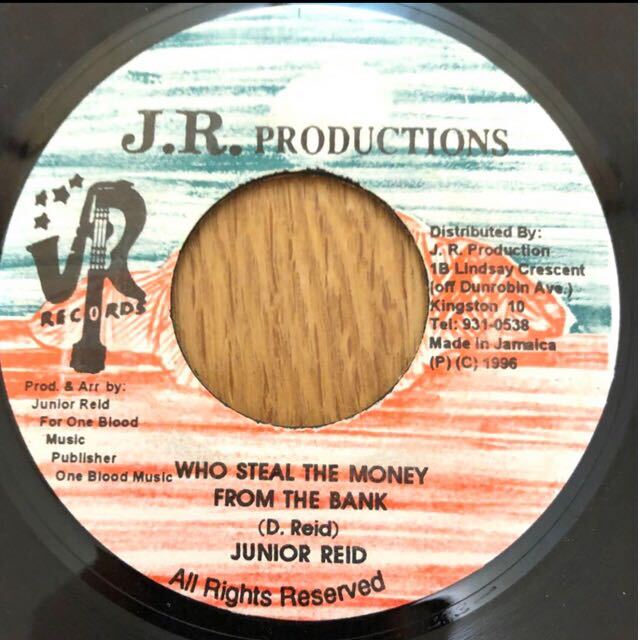 J.R. PRODUCTIONS
JR
RECORDS
Distributed By:
J. R. Production
1B Lindsay Crescent
(off Dunrobin Ave.)
Kingston 10
Tel: 931-0538
Made in Jamaica
(P) (C) 1996
Prod. & Arr by:
Junior Reid
For One Blood
Music
Publisher
One Blood Music
WHO STEAL THE MONEY
FROM THE BANK
(D. Reid)
JUNIOR REID
All Rights Reserved